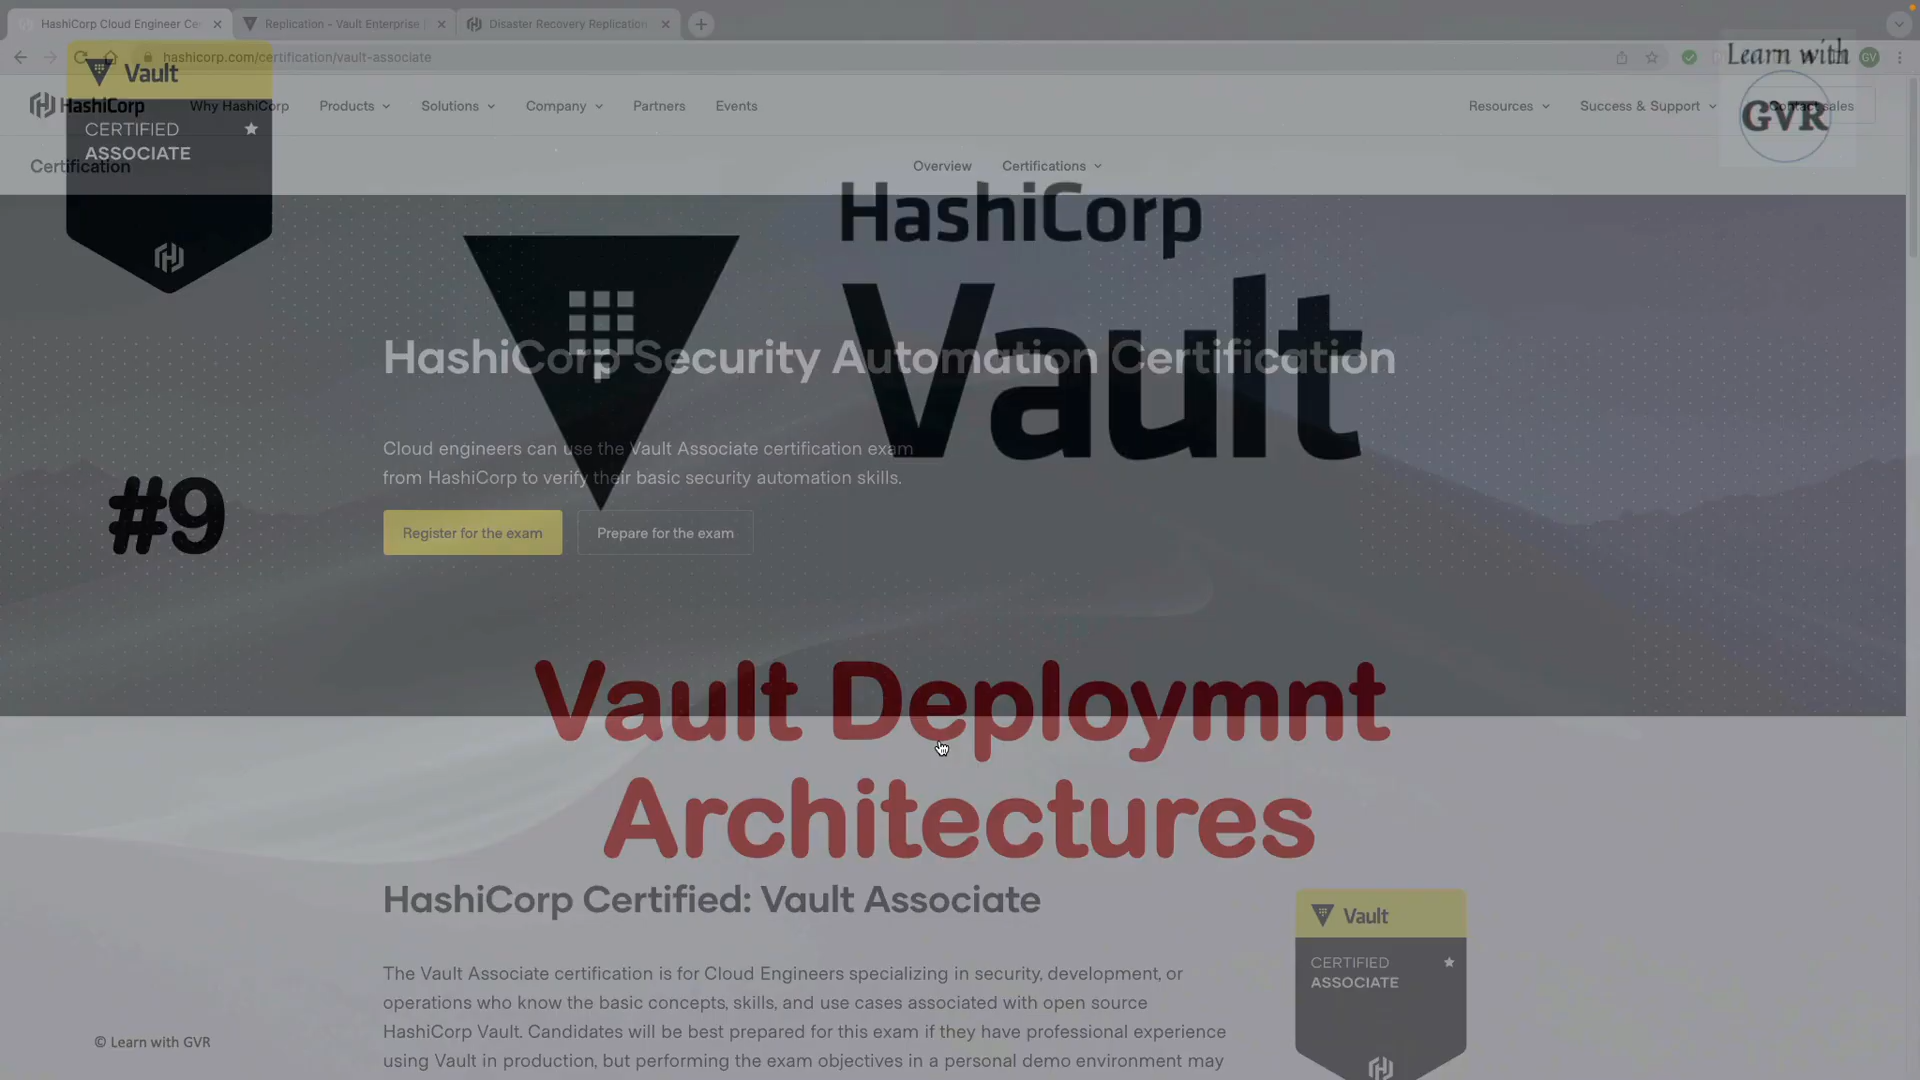 HashiCorp Cloud Engineer Cer
Replication - Vault Enterprise |
Disaster Recovery Replication
hashicorp.com/certification/vault-associate
GV
Learn with
GVR
Vault
CERTIFIED
ASSOCIATE
HashiCorp
Why HashiCorp
Products
Solutions
Company
Partners
Events
Resources
Success & Support
Contact sales
Certification
Overview
Certifications
HashiCorp
Vault
HashiCorp Security Automation Certification
Cloud engineers can use the Vault Associate certification exam
from HashiCorp to verify their basic security automation skills.
#9
Register for the exam
Prepare for the exam
Vault Deploymnt
Architectures
HashiCorp Certified: Vault Associate
The Vault Associate certification is for Cloud Engineers specializing in security, development, or
operations who know the basic concepts, skills, and use cases associated with open source
HashiCorp Vault. Candidates will be best prepared for this exam if they have professional experience
using Vault in production, but performing the exam objectives in a personal demo environment may
Vault
CERTIFIED
ASSOCIATE
© Learn with GVR